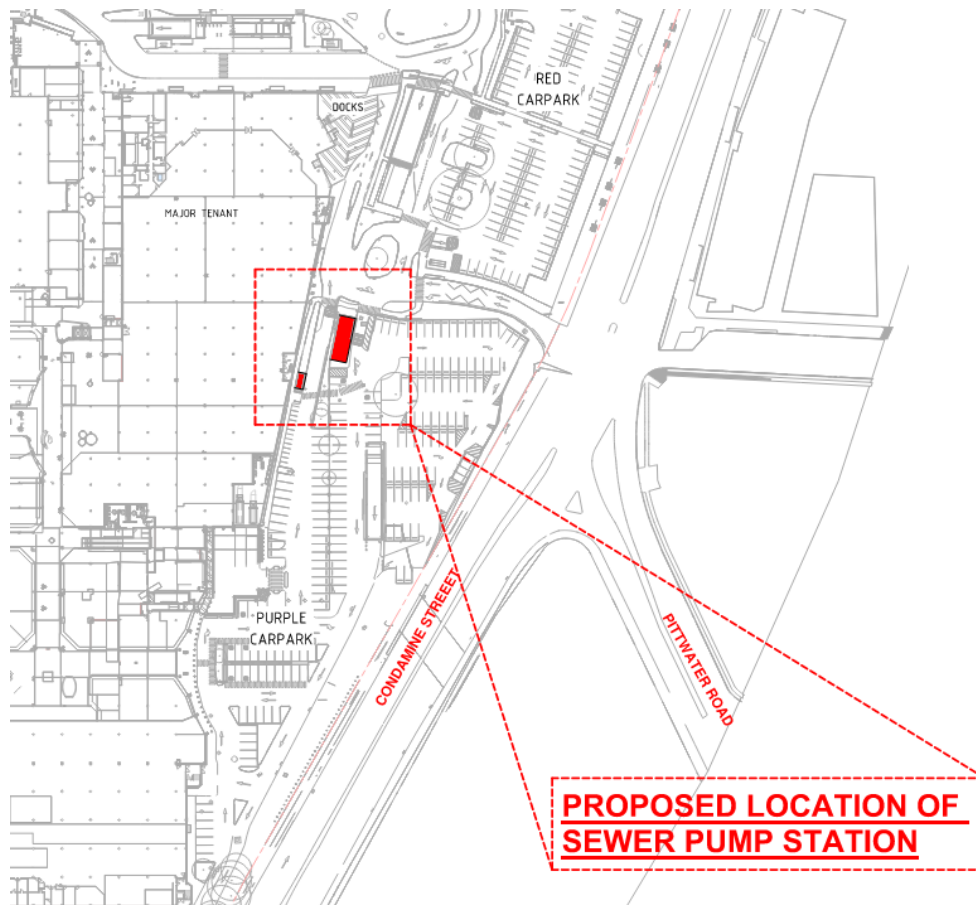 RED
CARPARK
DOCKS
MAJOR TENANT
PURPLE
CARPARK
CONDAMINE STREEET
PITTWATER ROAD
PROPOSED LOCATION OF
SEWER PUMP STATION